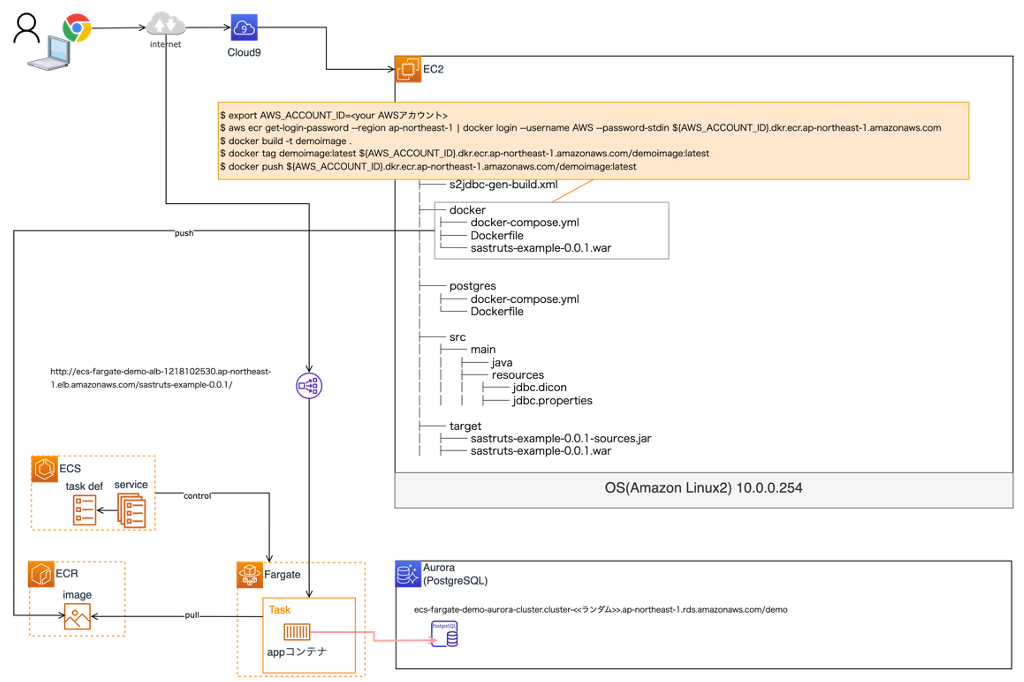 internet
Cloud9
EC2
$ export AWS_ACCOUNT_ID=<your AWSアカウント>
$ aws ecr get-login-password --region ap-northeast-1 | docker login --username AWS --password-stdin ${AWS_ACCOUNT_ID}.dkr.ecr.ap-northeast-1.amazonaws.com
$ docker build -t demoimage .
$ docker tag demoimage:latest ${AWS_ACCOUNT_ID}.dkr.ecr.ap-northeast-1.amazonaws.com/demoimage:latest
$ docker push ${AWS_ACCOUNT_ID}.dkr.ecr.ap-northeast-1.amazonaws.com/demoimage:latest
s2jdbc-gen-build.xml
docker
docker-compose.yml
Dockerfile
sastruts-example-0.0.1.war
push
postgres
docker-compose.yml
Dockerfile
src
main
java
resources
jdbc.dicon
jdbc.properties
target
sastruts-example-0.0.1-sources.jar
sastruts-example-0.0.1.war
OS(Amazon Linux2) 10.0.0.254
http://ecs-fargate-demo-alb-1218102530.ap-northeast-
1.elb.amazonaws.com/sastruts-example-0.0.1/
ECS
task def
service
control
ECR
image
pull
Fargate
Task
appコンテナ
Aurora
(PostgreSQL)
ecs-fargate-demo-aurora-cluster.cluster-<<ランダム>>.ap-northeast-1.rds.amazonaws.com/demo
PostgreSQL